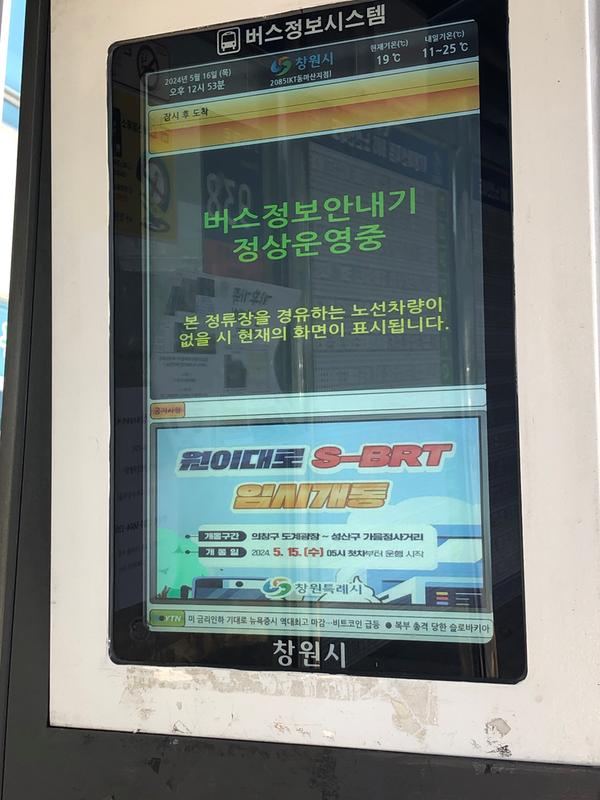 버스정보시스템
2024년 5월 16일 (목)
오후 12시 53분
창원시
2085(KT동마산지점)
현재기온(℃)
19 ℃
내일기온(℃)
11~25 ℃
잠시 후 도착
버스정보안내기
정상운영중
본 정류장을 경유하는 노선차량이
없을 시 현재의 화면이 표시됩니다.
공지사항
원이대로 S-BRT
임시개통
개통구간 의창구 도계광장 ~ 성산구 가음정사거리
개 통 일 2024. 5. 15. (수) 05시 첫차부터 운행 시작
창원특례시
YTN 미 금리인하 기대로 뉴욕증시 역대최고 마감…비트코인 급등 ● 복부 총격 당한 슬로바키아
창원시